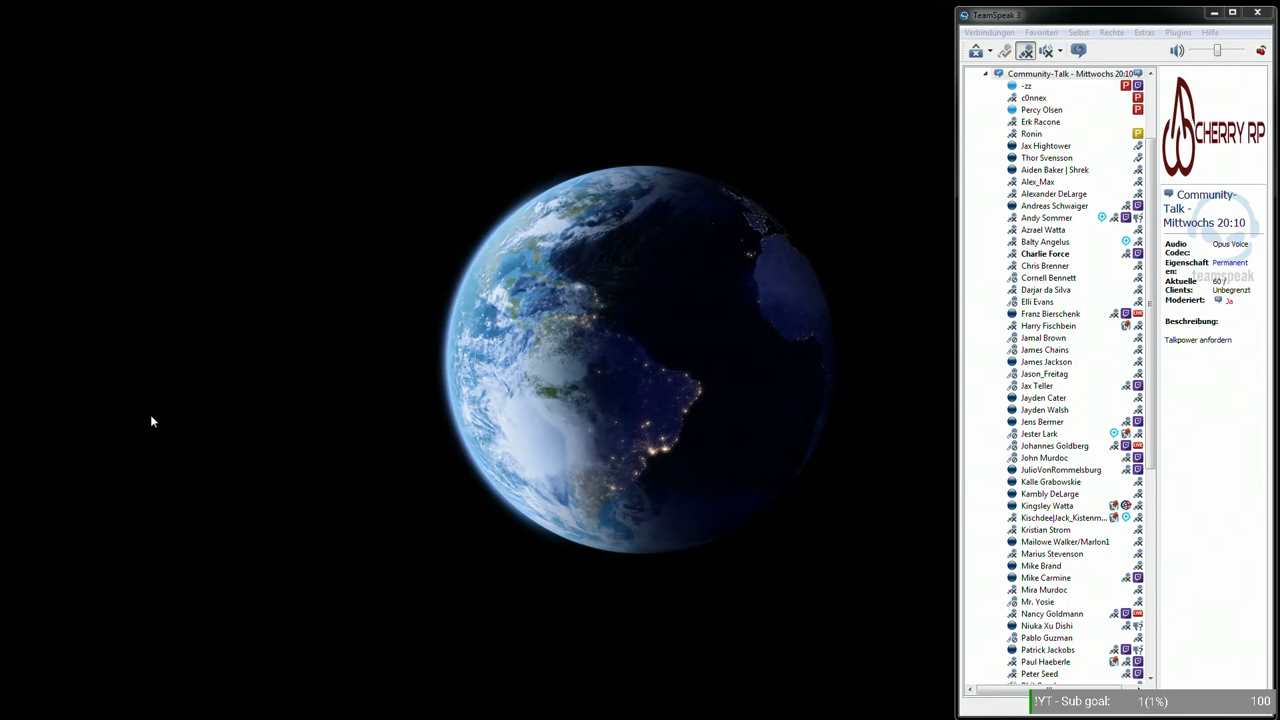 TeamSpeak 3
Verbindungen Favoriten Selbst Rechte Extras Plugins Hilfe
Community-Talk - Mittwochs 20:10
-zz
c0nnex
Percy Olsen
Erk Racone
Ronin
Jax Hightower
Thor Svensson
Aiden Baker | Shrek
Alex_Max
Alexander DeLarge
Andreas Schwaiger
Andy Sommer
Azrael Watta
Balty Angelus
Charlie Force
Chris Brenner
Cornell Bennett
Darjar da Silva
Elli Evans
Franz Bierschenk
Harry Fischbein
Jamal Brown
James Chains
James Jackson
Jason_Freitag
Jax Teller
Jayden Cater
Jayden Walsh
Jens Bermer
Jester Lark
Johannes Goldberg
John Murdoc
JulioVonRommelsburg
Kalle Grabowskie
Kambly DeLarge
Kingsley Watta
Kischdee|Jack_Kistenm...
Kristian Strom
Mailowe Walker/Marlon1
Marius Stevenson
Mike Brand
Mike Carmine
Mira Murdoc
Mr. Yosie
Nancy Goldmann
Niuka Xu Dishi
Pablo Guzman
Patrick Jackobs
Paul Haeberle
Peter Seed
CHERRY RP
Community-
Talk -
Mittwochs 20:10
Audio Opus Voice
Codec:
Eigenschaft Permanent
en:
teamspeak
Aktuelle 60 /
Clients: Unbegrenzt
Moderiert: Ja
Beschreibung:
Talkpower anfordern
!YT - Sub goal: 1(1%) 100